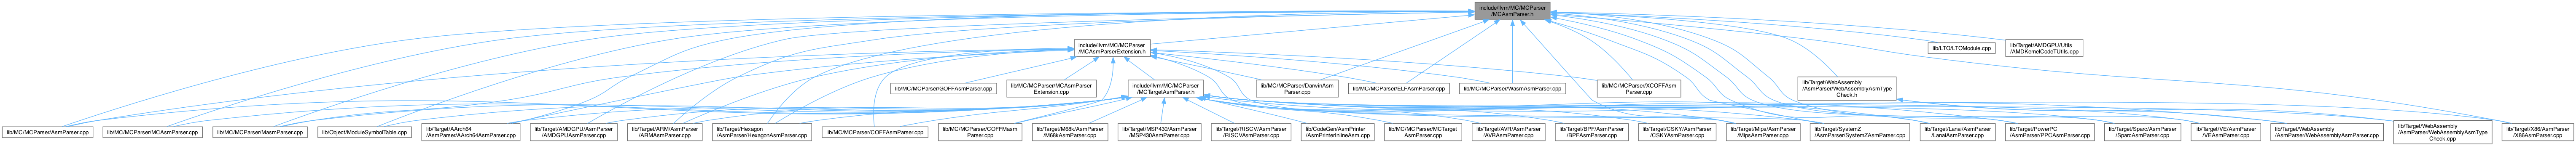 include/llvm/MC/MCParser
/MCAsmParser.h
include/llvm/MC/MCParser
/MCAsmParserExtension.h
lib/LTO/LTOModule.cpp
lib/Target/AMDGPU/Utils
/AMDKernelCodeTUtils.cpp
lib/MC/MCParser/GOFFAsmParser.cpp
lib/MC/MCParser/MCAsmParser
Extension.cpp
include/llvm/MC/MCParser
/MCTargetAsmParser.h
lib/MC/MCParser/DarwinAsm
Parser.cpp
lib/MC/MCParser/ELFAsmParser.cpp
lib/MC/MCParser/WasmAsmParser.cpp
lib/MC/MCParser/XCOFFAsm
Parser.cpp
lib/Target/WebAssembly
/AsmParser/WebAssemblyAsmType
Check.h
lib/MC/MCParser/AsmParser.cpp
lib/MC/MCParser/MCAsmParser.cpp
lib/MC/MCParser/MasmParser.cpp
lib/Object/ModuleSymbolTable.cpp
lib/Target/AArch64
/AsmParser/AArch64AsmParser.cpp
lib/Target/AMDGPU/AsmParser
/AMDGPUAsmParser.cpp
lib/Target/ARM/AsmParser
/ARMAsmParser.cpp
lib/Target/Hexagon
/AsmParser/HexagonAsmParser.cpp
lib/MC/MCParser/COFFAsmParser.cpp
lib/MC/MCParser/COFFMasm
Parser.cpp
lib/Target/M68k/AsmParser
/M68kAsmParser.cpp
lib/Target/MSP430/AsmParser
/MSP430AsmParser.cpp
lib/Target/RISCV/AsmParser
/RISCVAsmParser.cpp
lib/CodeGen/AsmPrinter
/AsmPrinterInlineAsm.cpp
lib/MC/MCParser/MCTarget
AsmParser.cpp
lib/Target/AVR/AsmParser
/AVRAsmParser.cpp
lib/Target/BPF/AsmParser
/BPFAsmParser.cpp
lib/Target/CSKY/AsmParser
/CSKYAsmParser.cpp
lib/Target/Mips/AsmParser
/MipsAsmParser.cpp
lib/Target/SystemZ
/AsmParser/SystemZAsmParser.cpp
lib/Target/Lanai/AsmParser
/LanaiAsmParser.cpp
lib/Target/PowerPC
/AsmParser/PPCAsmParser.cpp
lib/Target/Sparc/AsmParser
/SparcAsmParser.cpp
lib/Target/VE/AsmParser
/VEAsmParser.cpp
lib/Target/WebAssembly
/AsmParser/WebAssemblyAsmParser.cpp
lib/Target/WebAssembly
/AsmParser/WebAssemblyAsmType
Check.cpp
lib/Target/X86/AsmParser
/X86AsmParser.cpp